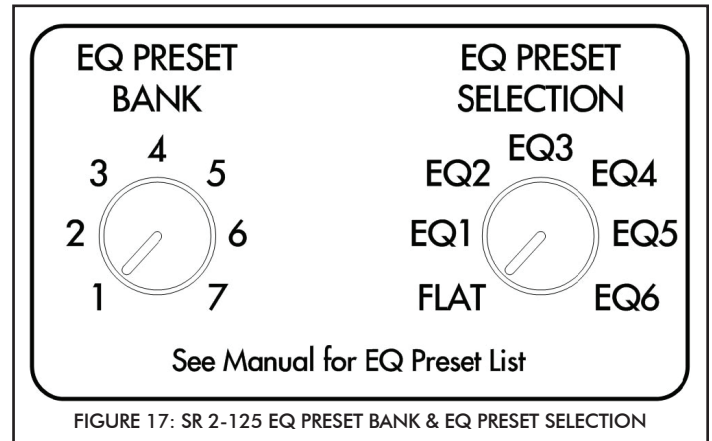 EQ PRESET
BANK
1
2
3
4
5
6
7
EQ PRESET
SELECTION
FLAT
EQ1
EQ2
EQ3
EQ4
EQ5
EQ6
See Manual for EQ Preset List
FIGURE 17: SR 2-125 EQ PRESET BANK & EQ PRESET SELECTION